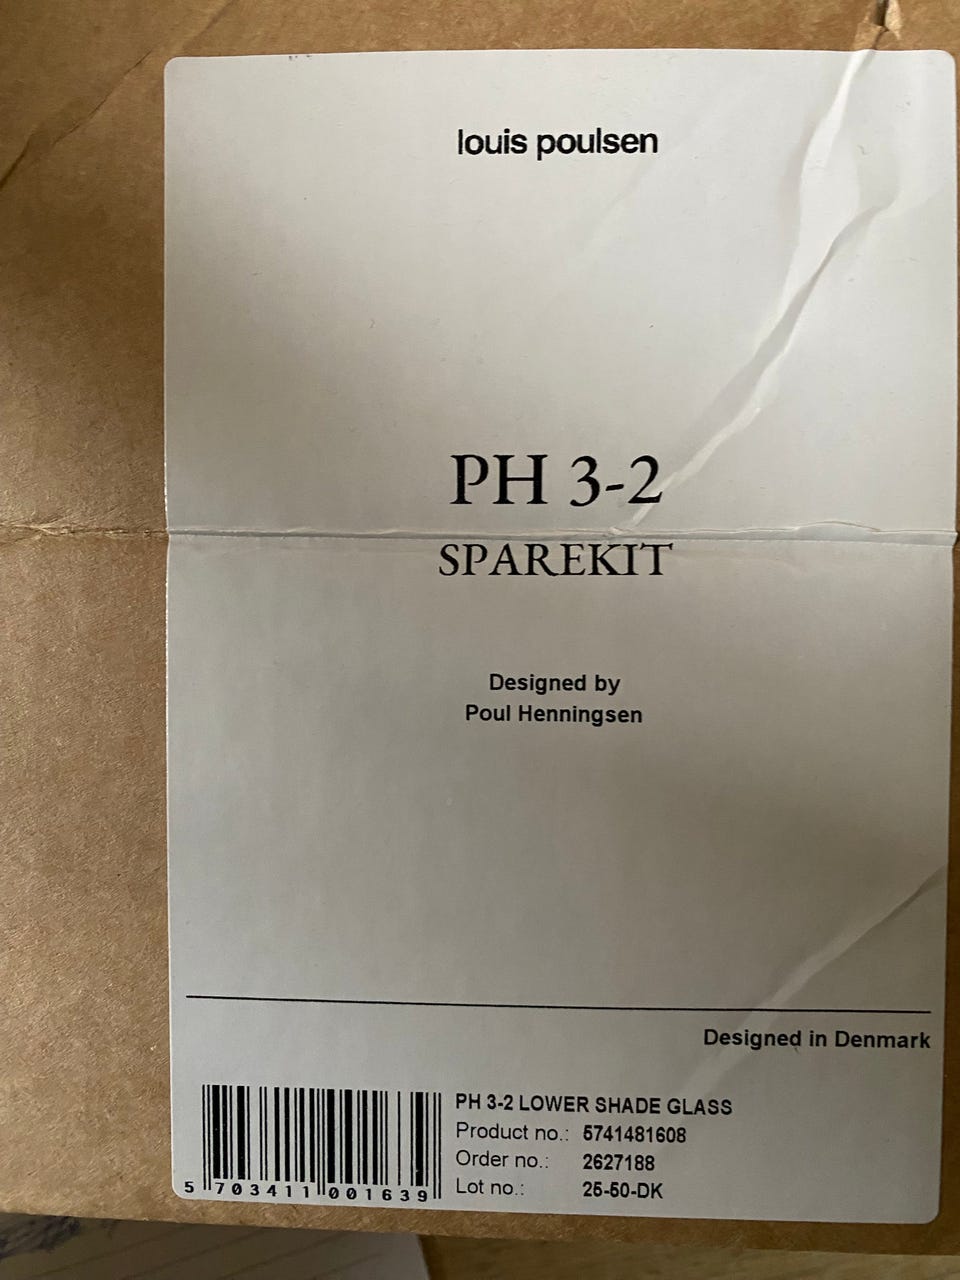 louis poulsen
PH 3-2
SPAREKIT
Designed by
Poul Henningsen
Designed in Denmark
PH 3-2 LOWER SHADE GLASS
Product no.: 5741481608
Order no.: 2627188
Lot no.: 25-50-DK
5 703411 001639